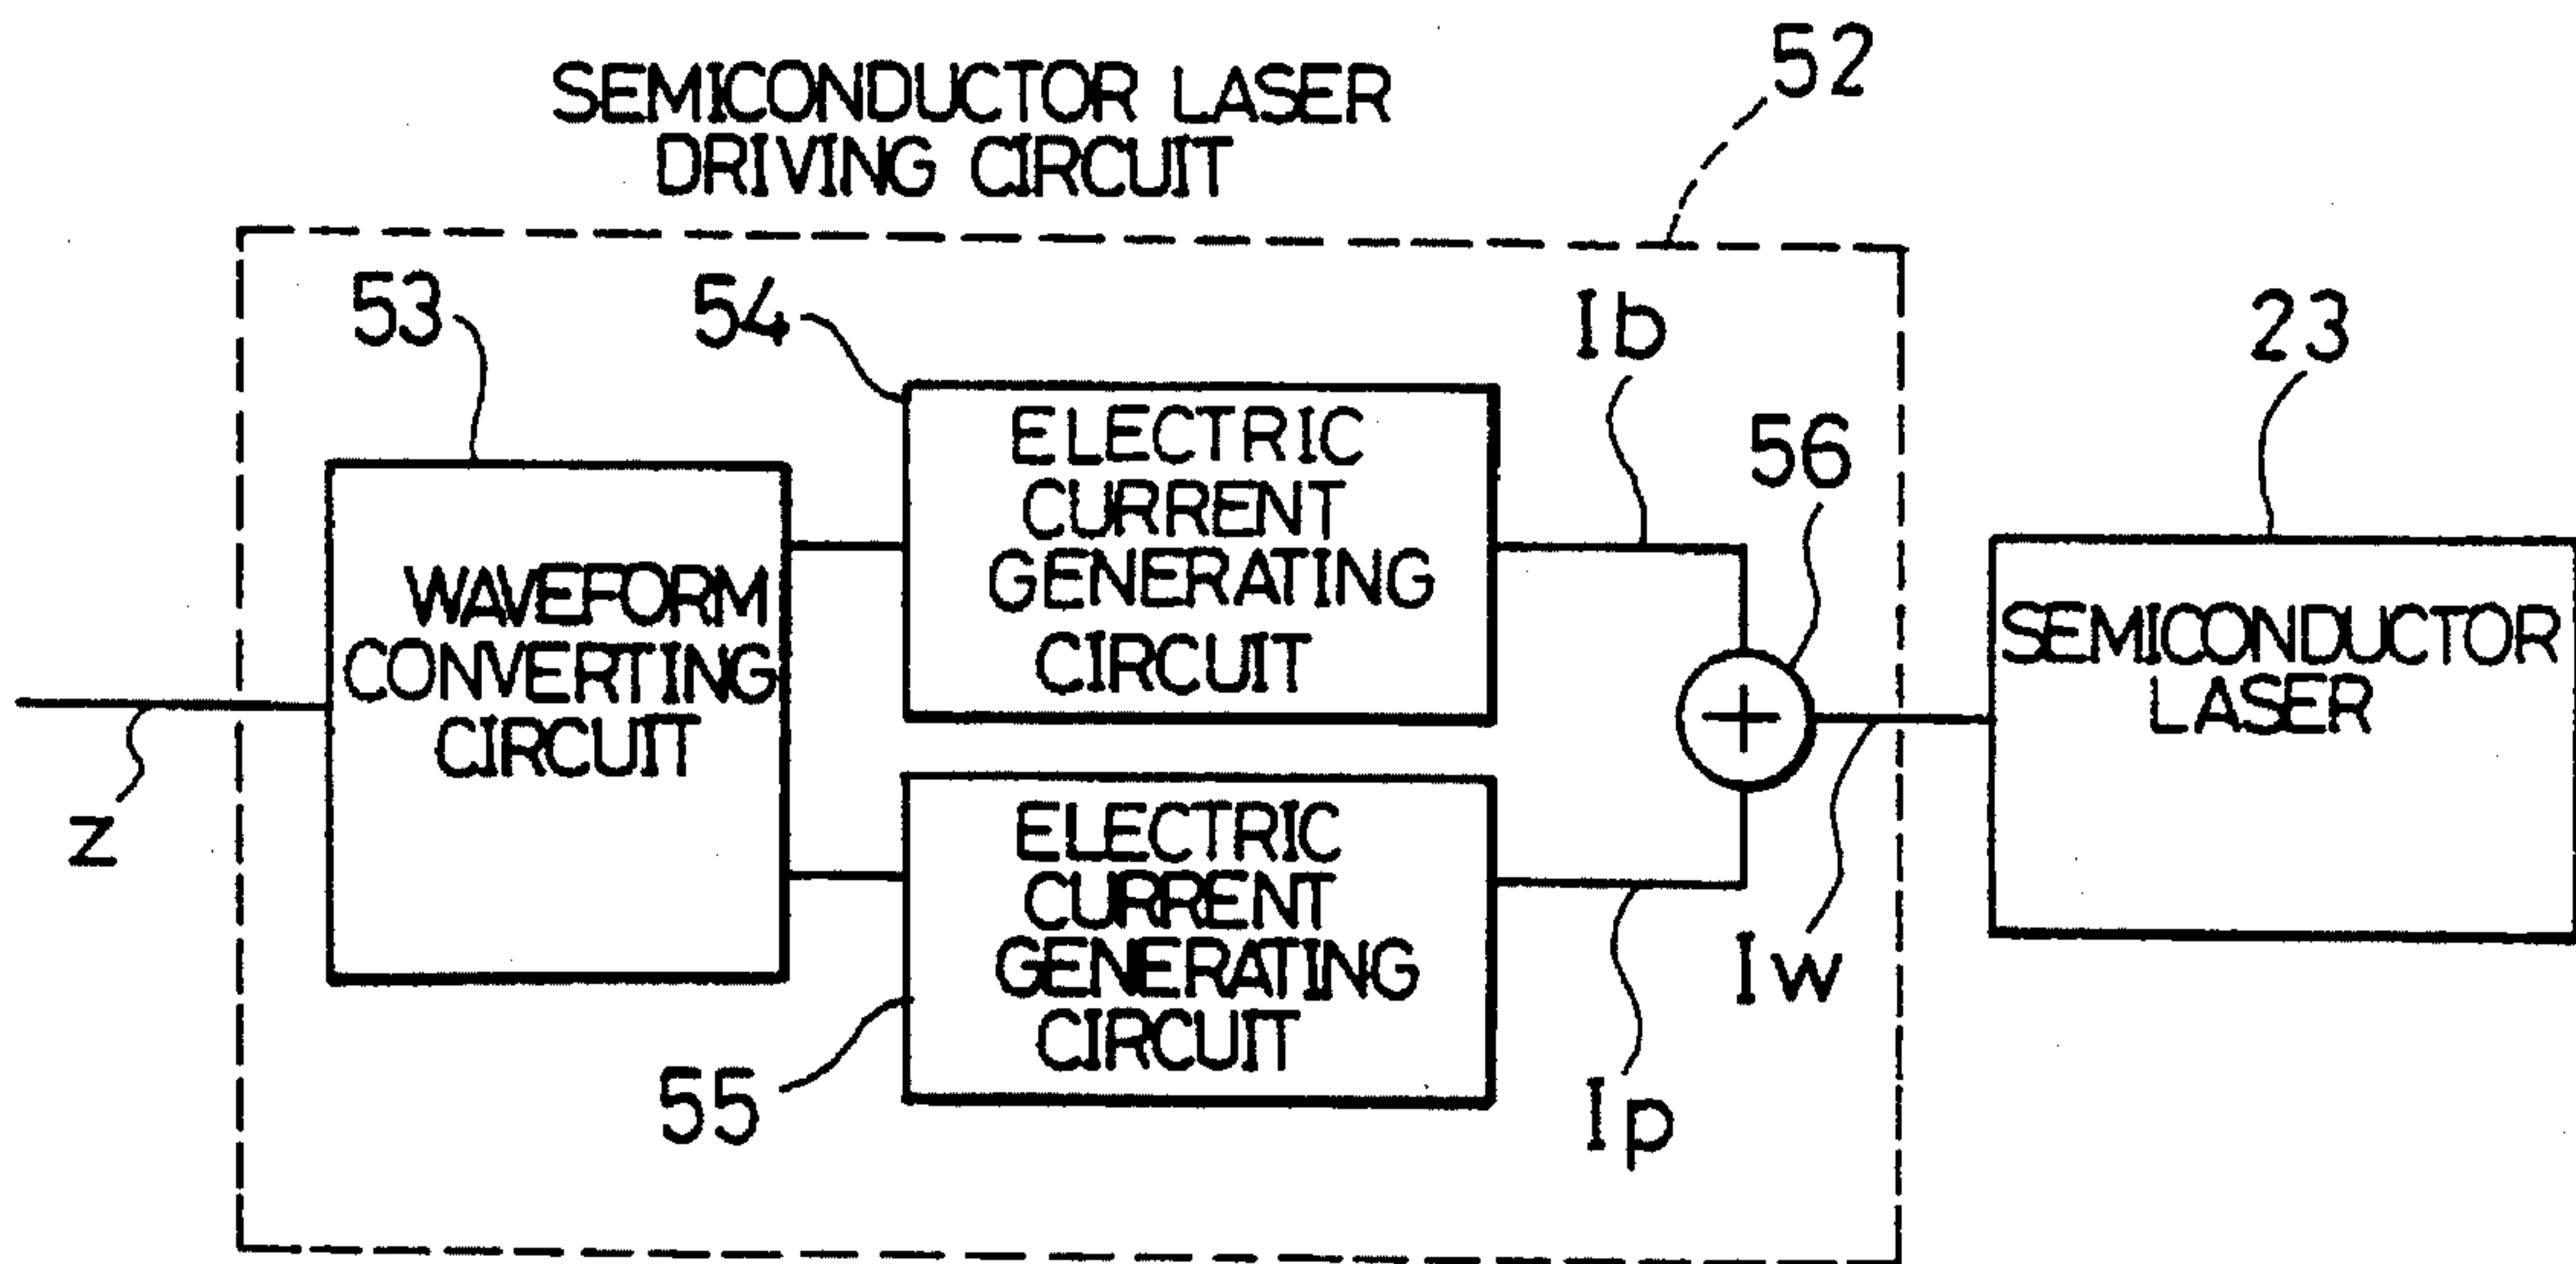 52
SEMICONDUCTOR LASER
DRIVING CIRCUIT
53
54
Ib
23
56
ELECTRIC
CURRENT
GENERATING
CIRCUIT
WAVEFORM
CONVERTING
CIRCUIT
SEMICONDUCTOR
LASER
z
ELECTRIC
CURRENT
GENERATING
CIRCUIT
Iw
55
Ip